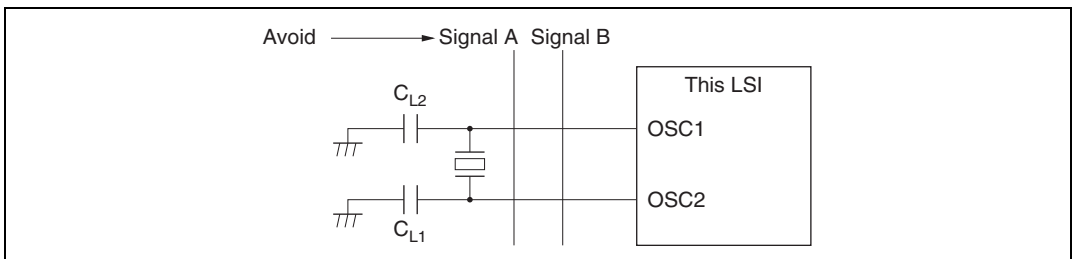 Avoid Signal A Signal B
This LSI
CL2
OSC1
OSC2
CL1